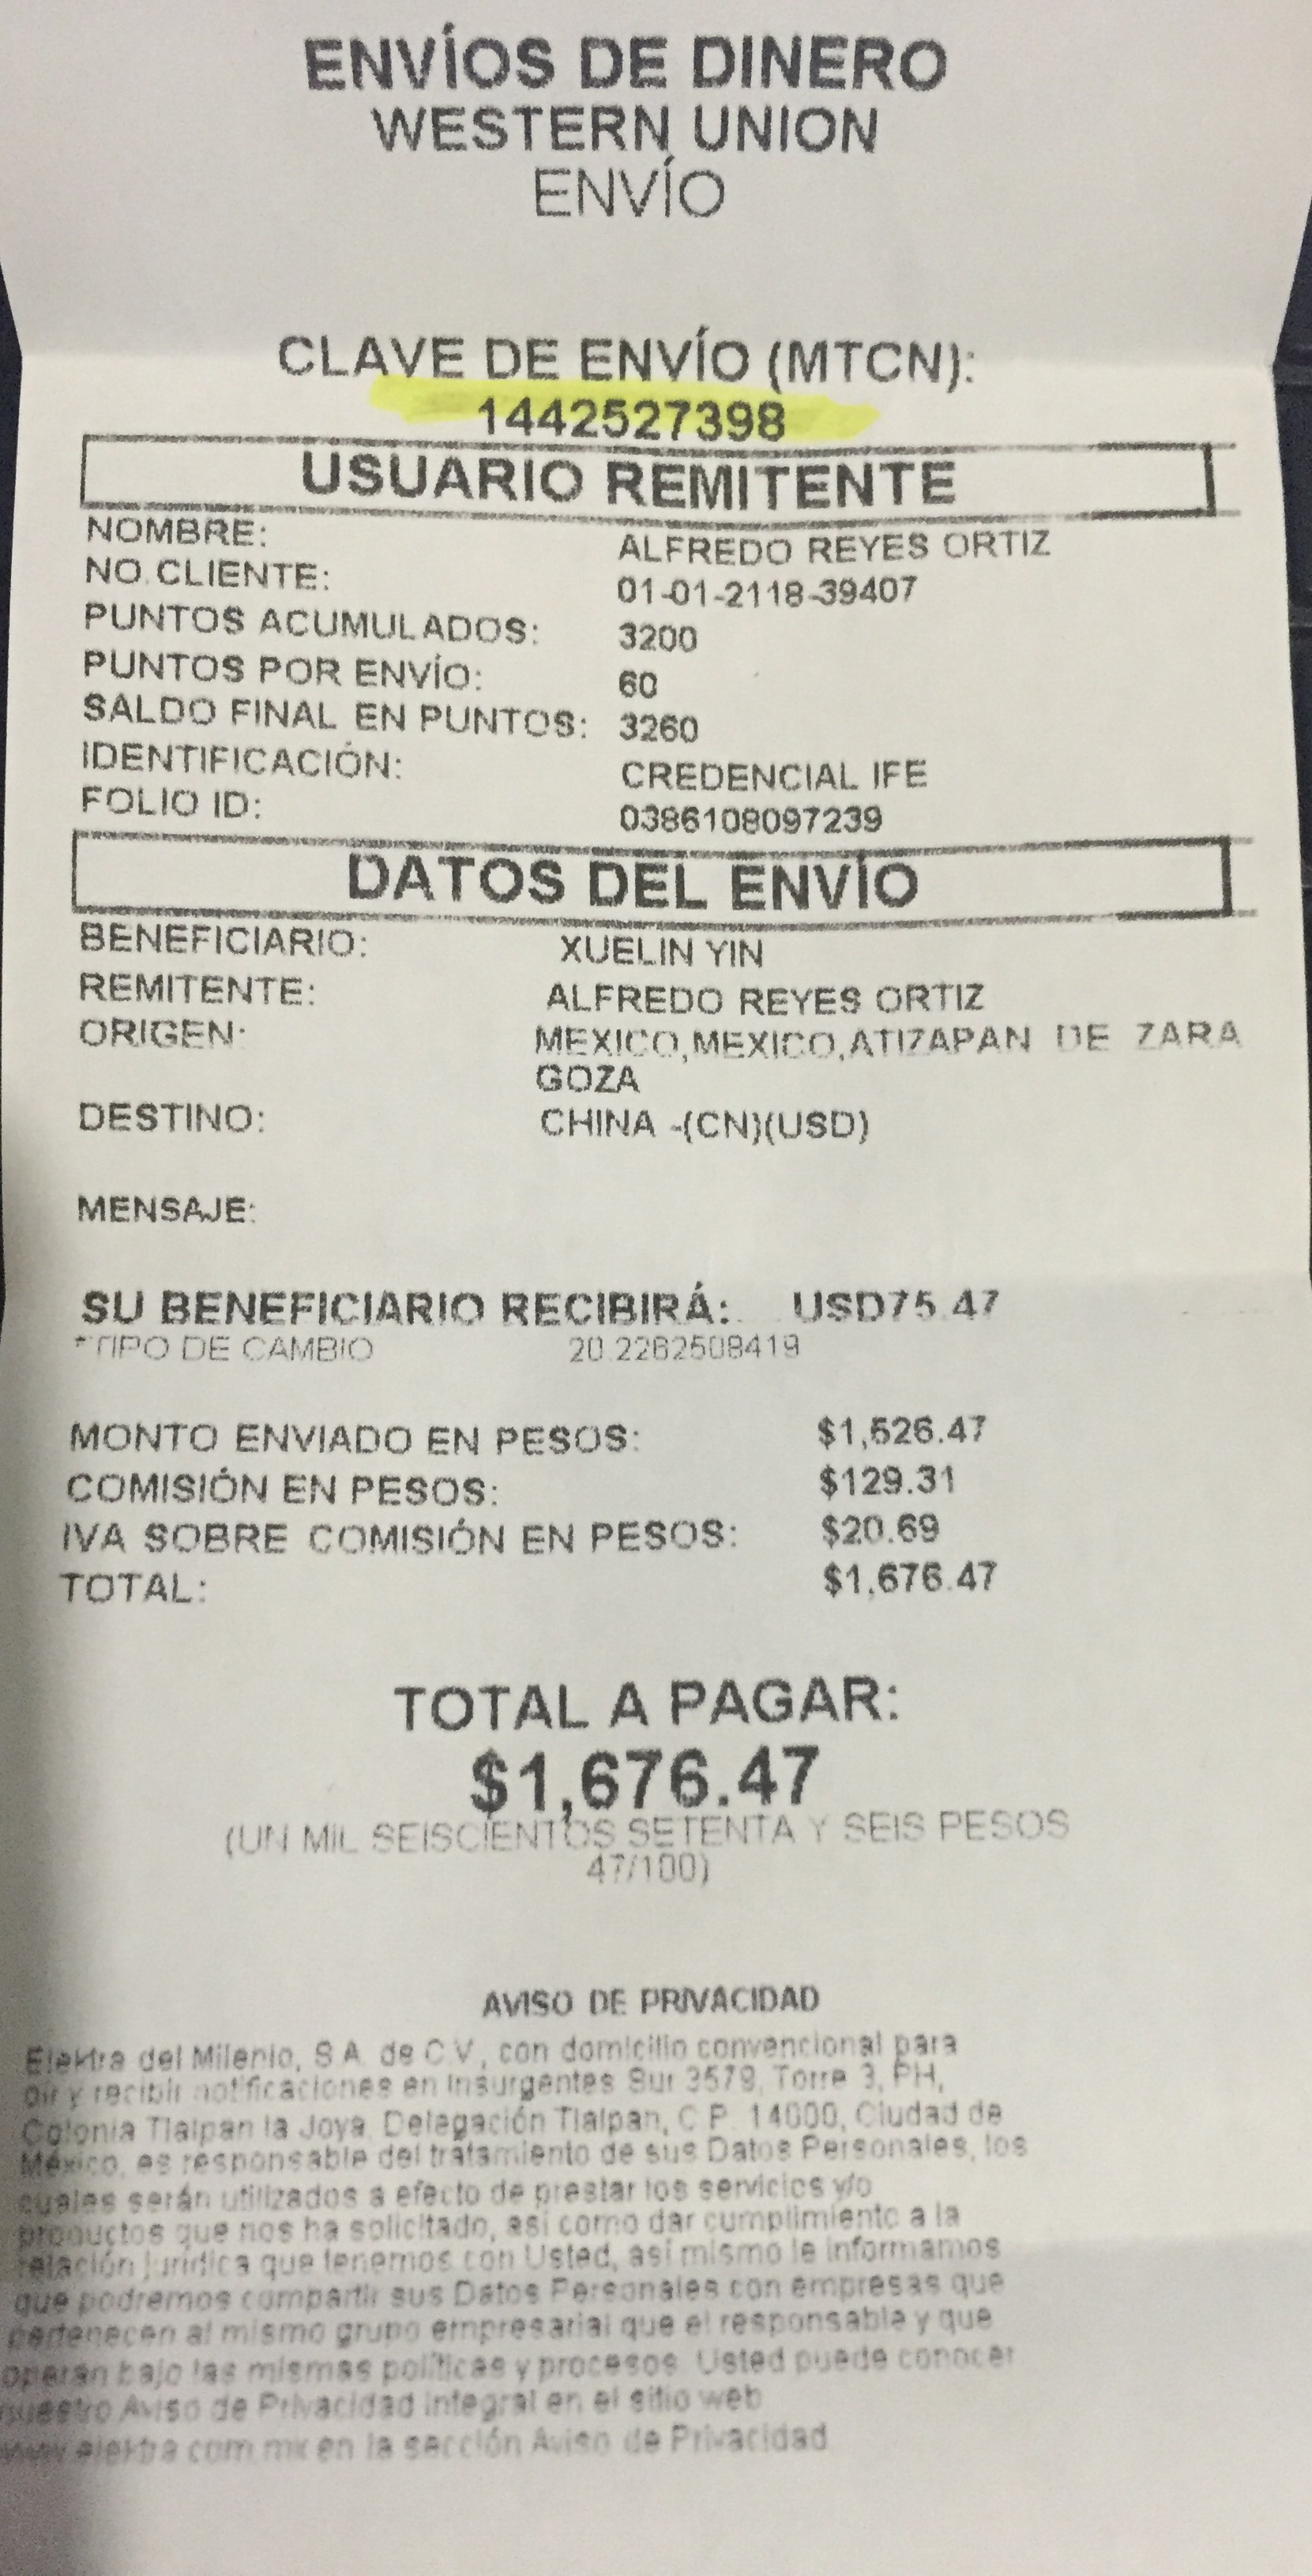 ENVÍOS DE DINERO
WESTERN UNION
ENVÍO
CLAVE DE ENVÍO (MTCN):
1442527398
USUARIO REMITENTE
NOMBRE: ALFREDO REYES ORTIZ
NO.CLIENTE: 01-01-2118-39407
PUNTOS ACUMULADOS: 3200
PUNTOS POR ENVÍO: 60
SALDO FINAL EN PUNTOS: 3260
IDENTIFICACIÓN: CREDENCIAL IFE
FOLIO ID: 0386108097239
DATOS DEL ENVÍO
BENEFICIARIO: XUELIN YIN
REMITENTE: ALFREDO REYES ORTIZ
ORIGEN: MEXICO,MEXICO,ATIZAPAN DE ZARA
GOZA
DESTINO: CHINA -(CN)(USD)
MENSAJE:
SU BENEFICIARIO RECIBIRÁ: USD75.47
*TIPO DE CAMBIO 20.2262508419
MONTO ENVIADO EN PESOS: $1,526.47
COMISIÓN EN PESOS: $129.31
IVA SOBRE COMISIÓN EN PESOS: $20.69
TOTAL: $1,676.47
TOTAL A PAGAR:
$1,676.47
(UN MIL SEISCIENTOS SETENTA Y SEIS PESOS
47/100)
AVISO DE PRIVACIDAD
Elektra del Milenio, S.A. de C.V., con domicilio convencional para
oir y recibir notificaciones en Insurgentes Sur 3579, Torre 3, PH,
Colonia Tlalpan la Joya, Delegación Tlalpan, C.P. 14000, Ciudad de
México, es responsable del tratamiento de sus Datos Personales, los
cuales serán utilizados a efecto de prestar los servicios y/o
productos que nos ha solicitado, así como dar cumplimiento a la
relación jurídica que tenemos con Usted, así mismo le informamos
que podremos compartir sus Datos Personales con empresas que
pertenecen al mismo grupo empresarial que el responsable y que
operan bajo las mismas políticas y procesos. Usted puede conocer
nuestro Aviso de Privacidad integral en el sitio web
www.elektra.com.mx en la sección Aviso de Privacidad